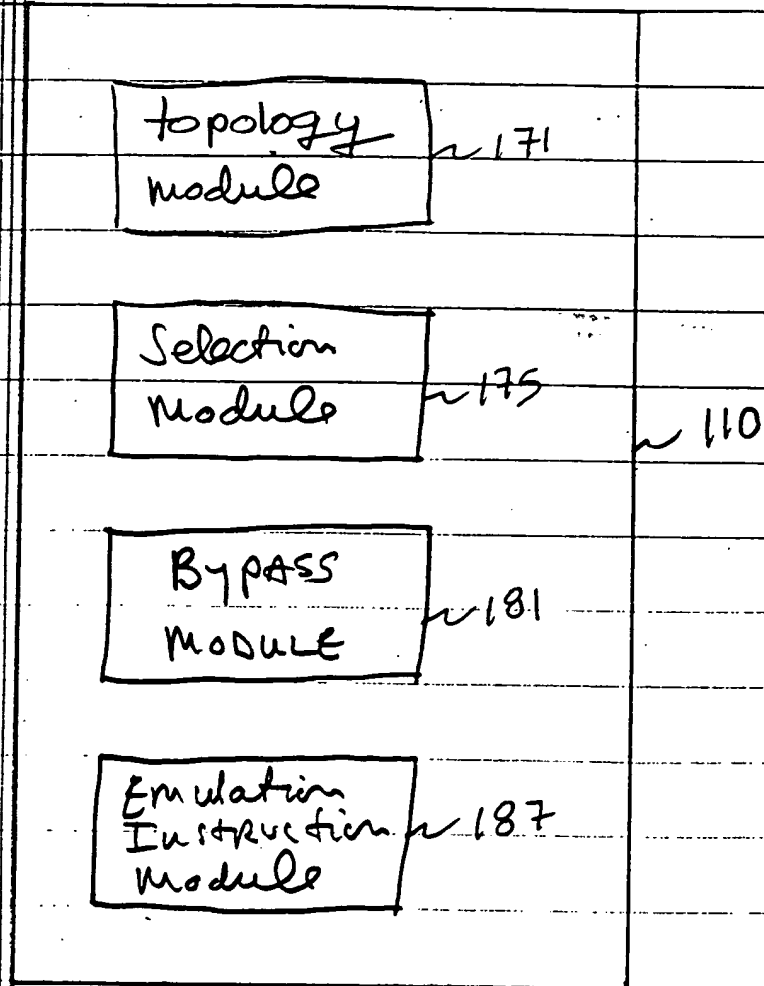 topology
module
171
Selection
module
175
110
BypASS
MODULE
181
Emulation
Instruction
module
187